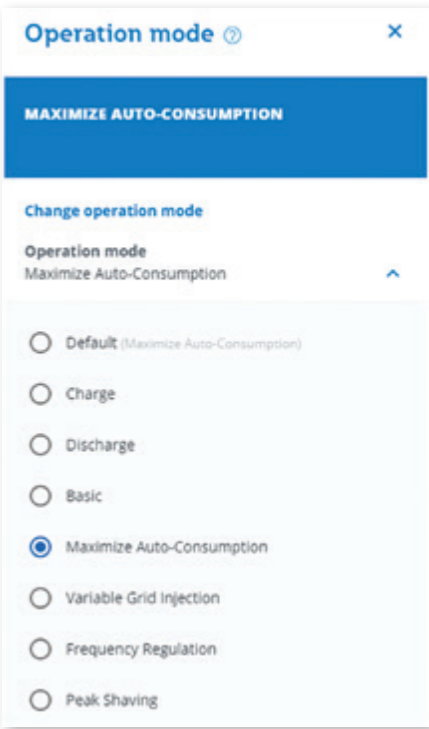 Operation mode
MAXIMIZE AUTO-CONSUMPTION
Change operation mode
Operation mode
Maximize Auto-Consumption
Default (Maximize Auto-Consumption)
Charge
Discharge
Basic
Maximize Auto-Consumption
Variable Grid Injection
Frequency Regulation
Peak Shaving